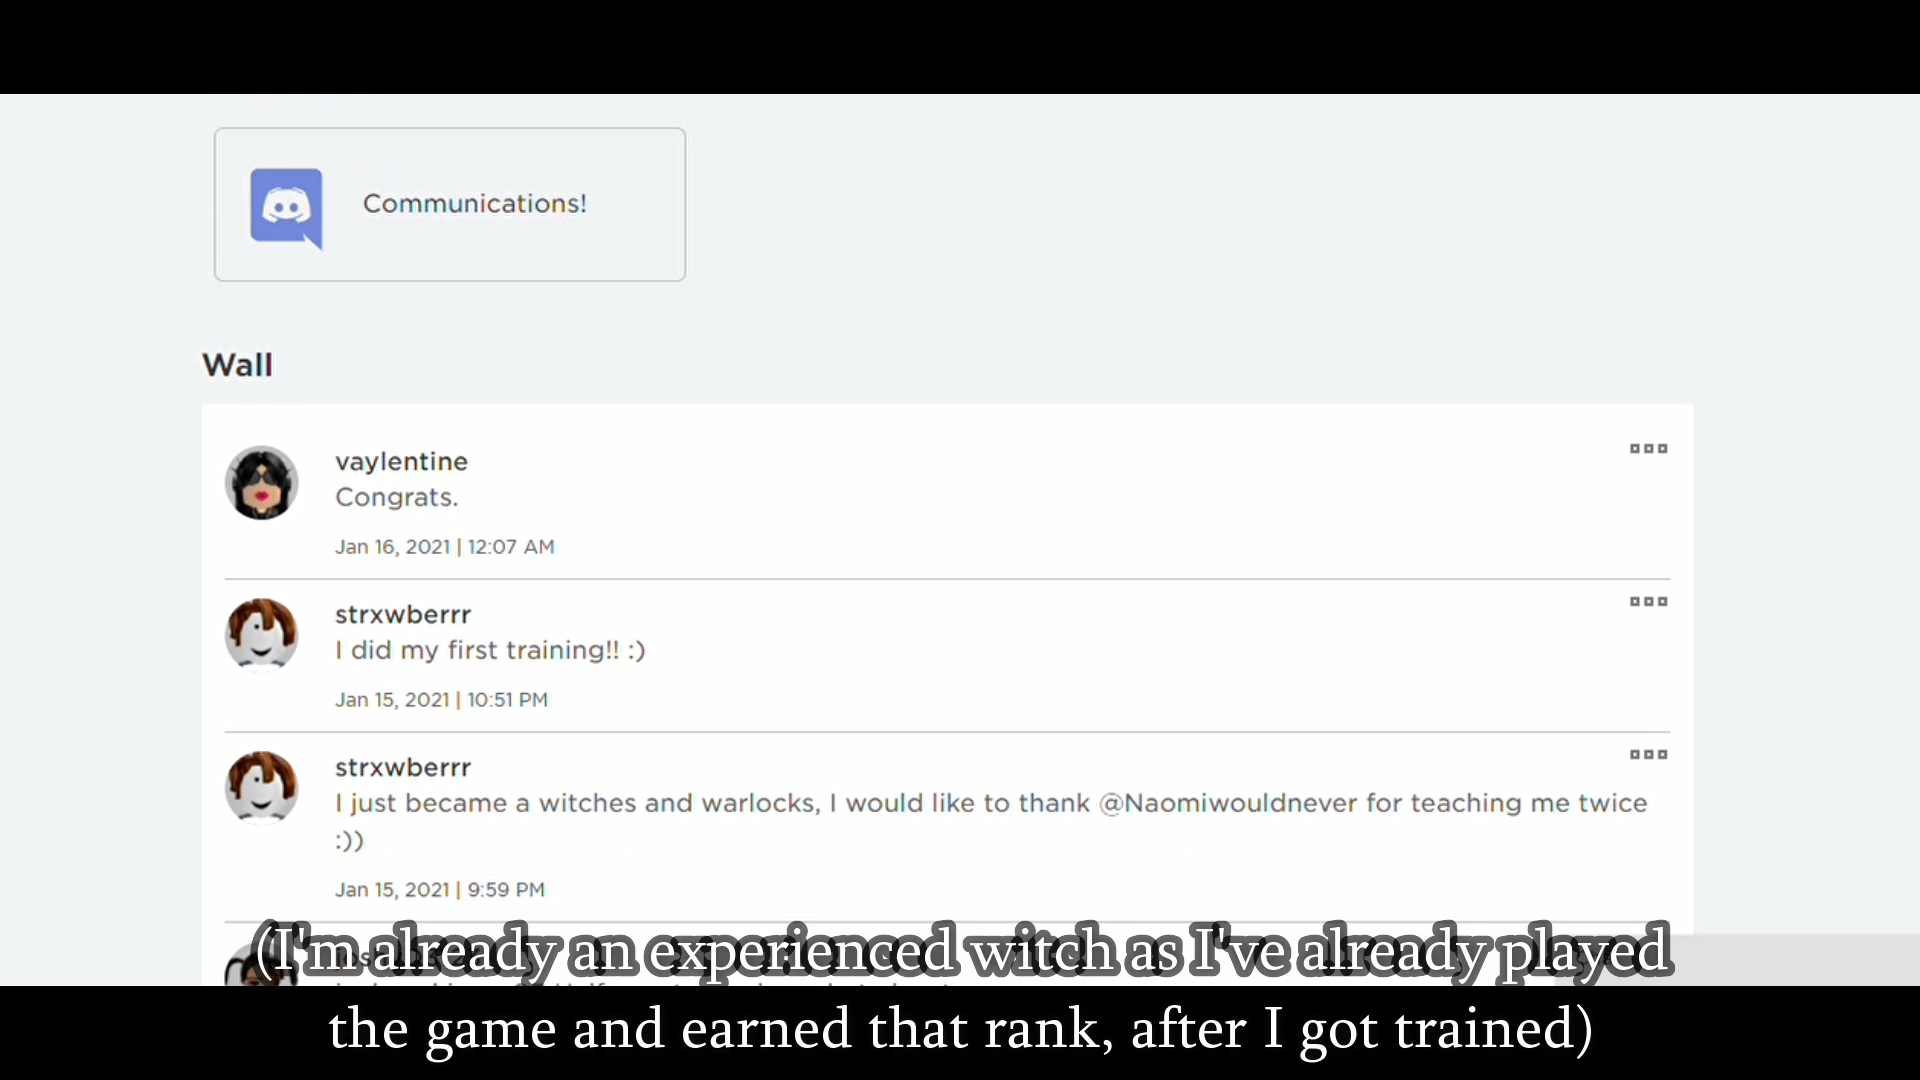 Communications!
Wall
vaylentine
Congrats.
Jan 16, 2021 | 12:07 AM
strxwberrr
I did my first training!! :)
Jan 15, 2021 | 10:51 PM
strxwberrr
I just became a witches and warlocks, I would like to thank @Naomiwouldnever for teaching me twice
:))
Jan 15, 2021 | 9:59 PM
(I'm already an experienced witch as I've already played
the game and earned that rank, after I got trained)